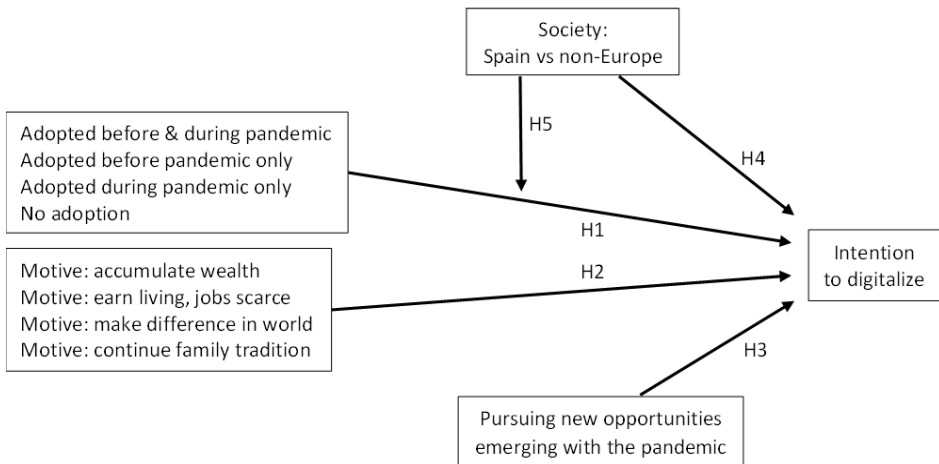 Society:
Spain vs non-Europe
H5
H4
Adopted before & during pandemic
Adopted before pandemic only
Adopted during pandemic only
No adoption
H1
Motive: accumulate wealth
Motive: earn living, jobs scarce
Motive: make difference in world
Motive: continue family tradition
H2
Intention
to digitalize
H3
Pursuing new opportunities
emerging with the pandemic